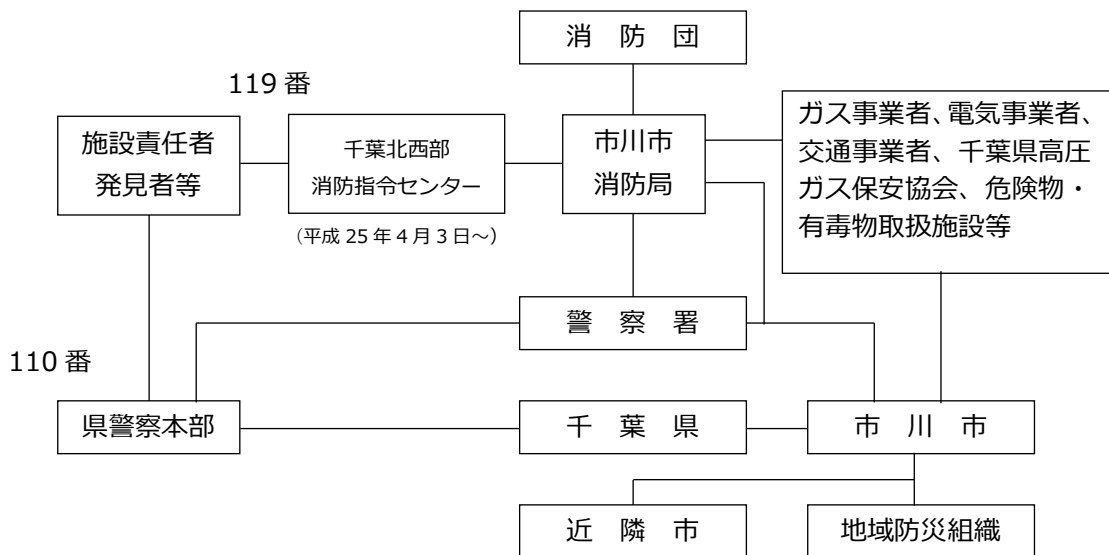 消 防 団
119 番
施設責任者
発見者等
千葉北西部
消防指令センター
（平成 25 年 4 月 3 日～）
市川市
消防局
ガス事業者、電気事業者、
交通事業者、千葉県高圧
ガス保安協会、危険物・
有毒物取扱施設等
警 察 署
110 番
県警察本部
千 葉 県
市 川 市
近 隣 市
地域防災組織